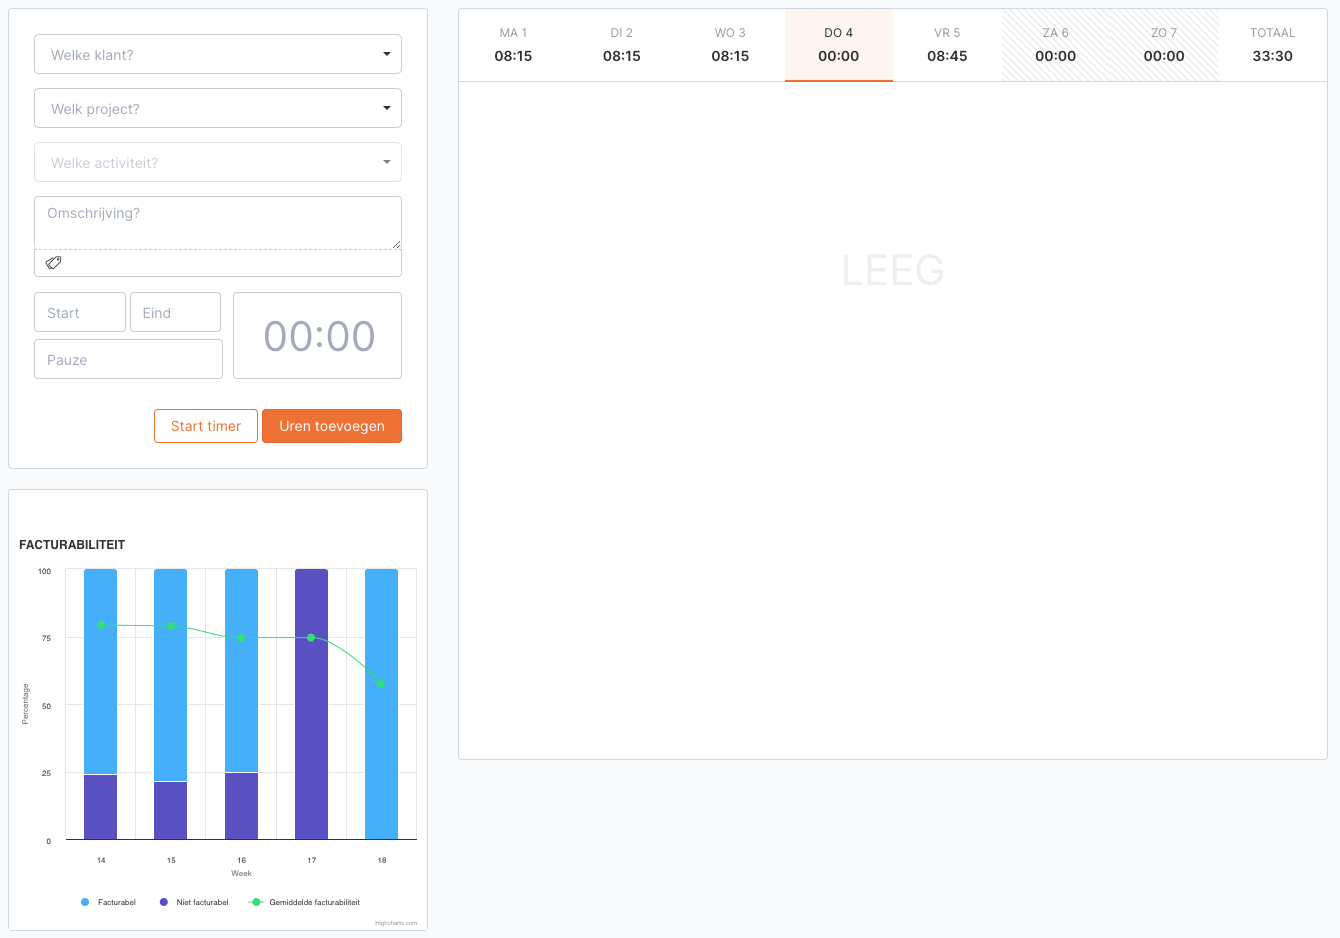 Welke klant?
Welk project?
Welke activiteit?
Omschrijving?
Start
Eind
Pauze
00:00
Start timer
Uren toevoegen
MA 1
08:15
DI 2
08:15
WO 3
08:15
DO 4
00:00
VR 5
08:45
ZA 6
00:00
ZO 7
00:00
TOTAAL
33:30
LEEG
FACTURABILITEIT
100
75
50
25
0
Percentage
14
15
16
17
18
Week
Facturabel
Niet facturabel
Gemiddelde facturabiliteit
Highcharts.com